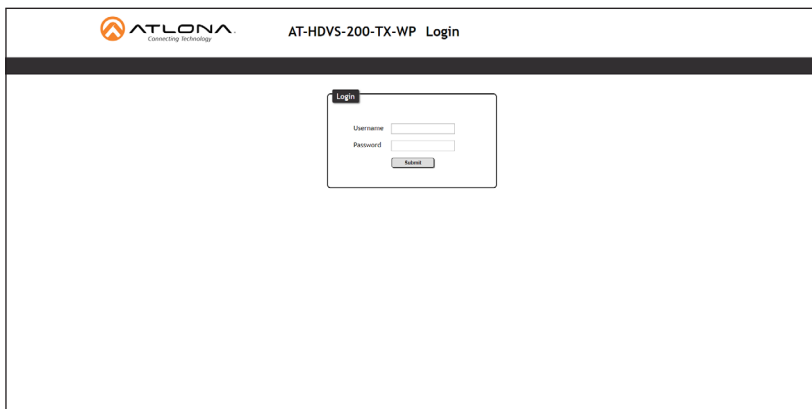 ATLONA.
Connecting Technology
AT-HDVS-200-TX-WP Login
Login
Username
Password
Submit